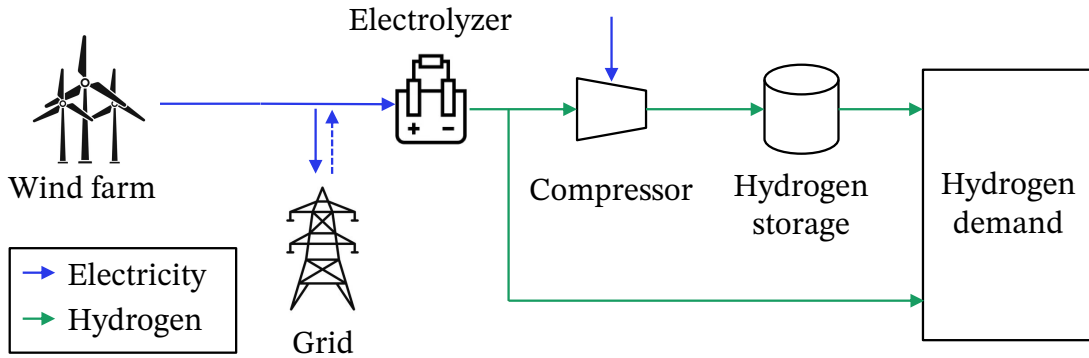 Electrolyzer
+ −
Wind farm
Compressor
Hydrogen
storage
Hydrogen
demand
Electricity
Hydrogen
Grid